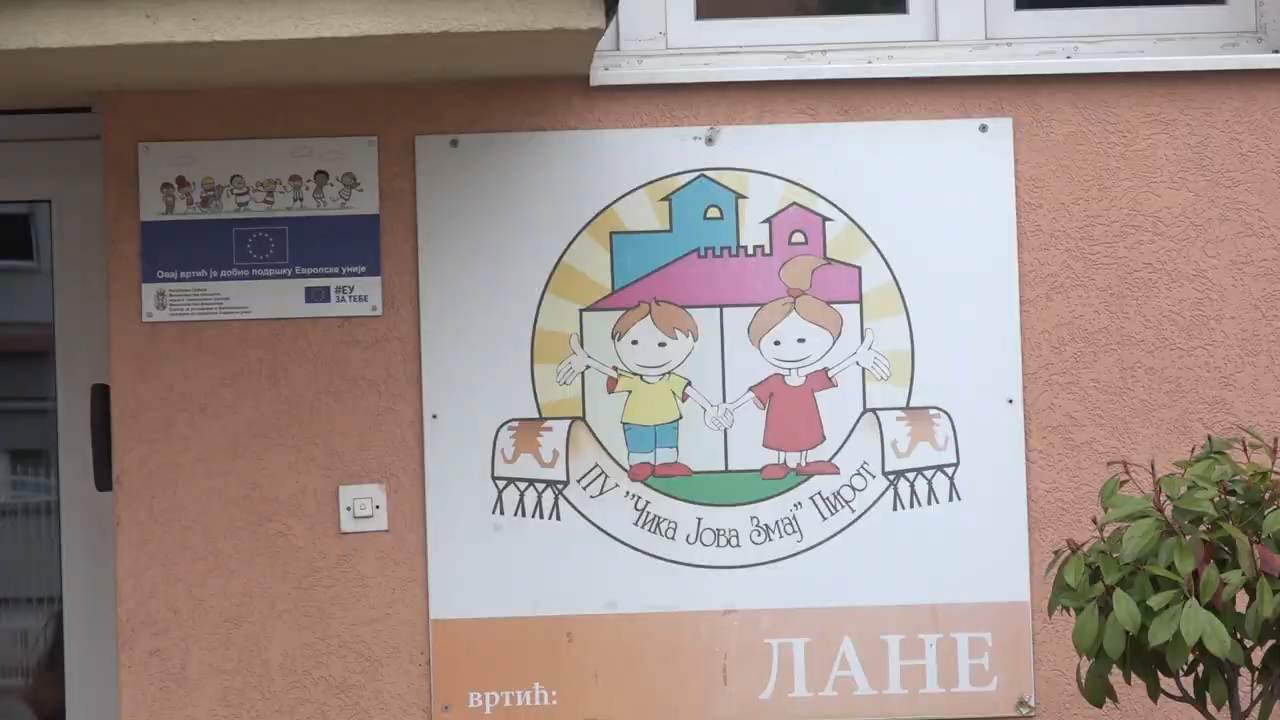 Овај вртић је добио подршку Европске уније
#ЕУ
ЗА ТЕБЕ
ПУ "Чика Јова Змај" Пирот
вртић:
ЛАНЕ